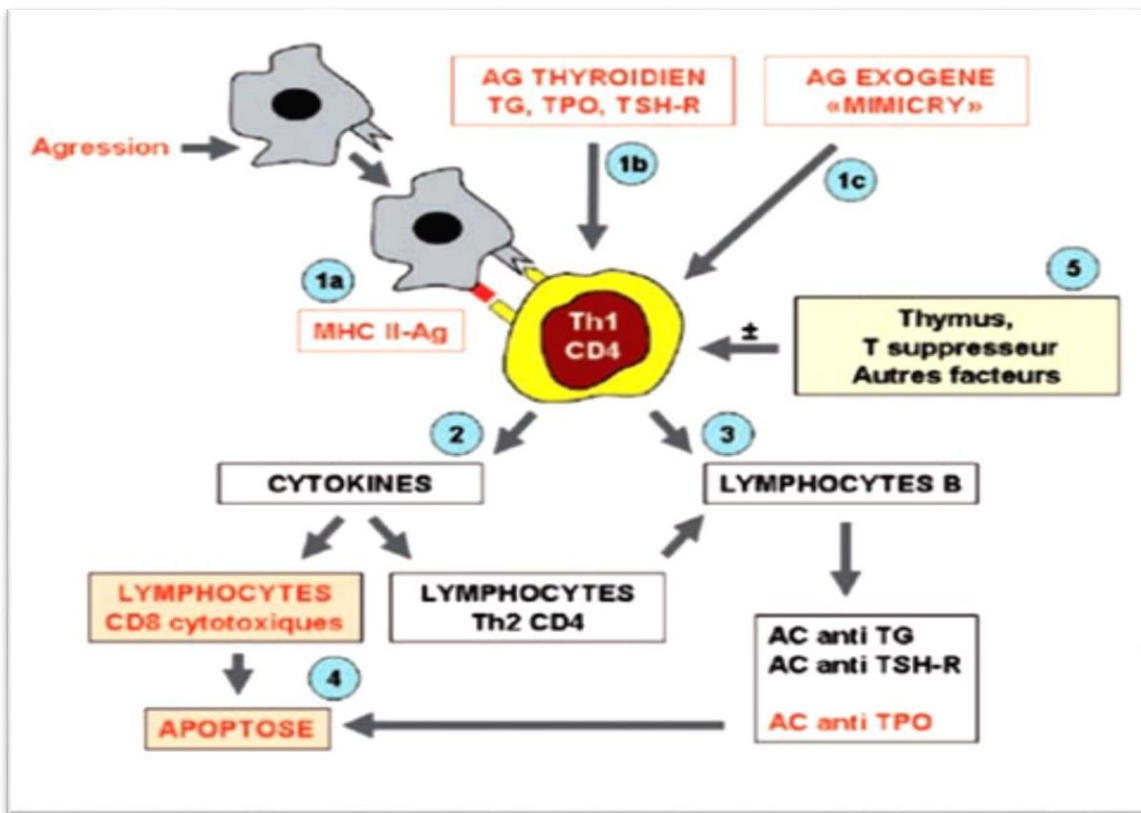 AG THYROIDIEN
TG, TPO, TSH-R
AG EXOGENE
«MIMICRY»
Agression
1b
1c
1a
5
MHC II-Ag
Th1
CD4
±
Thymus,
T suppresseur
Autres facteurs
2
3
CYTOKINES
LYMPHOCYTES B
LYMPHOCYTES
CD8 cytotoxiques
LYMPHOCYTES
Th2 CD4
AC anti TG
AC anti TSH-R
4
APOPTOSE
AC anti TPO